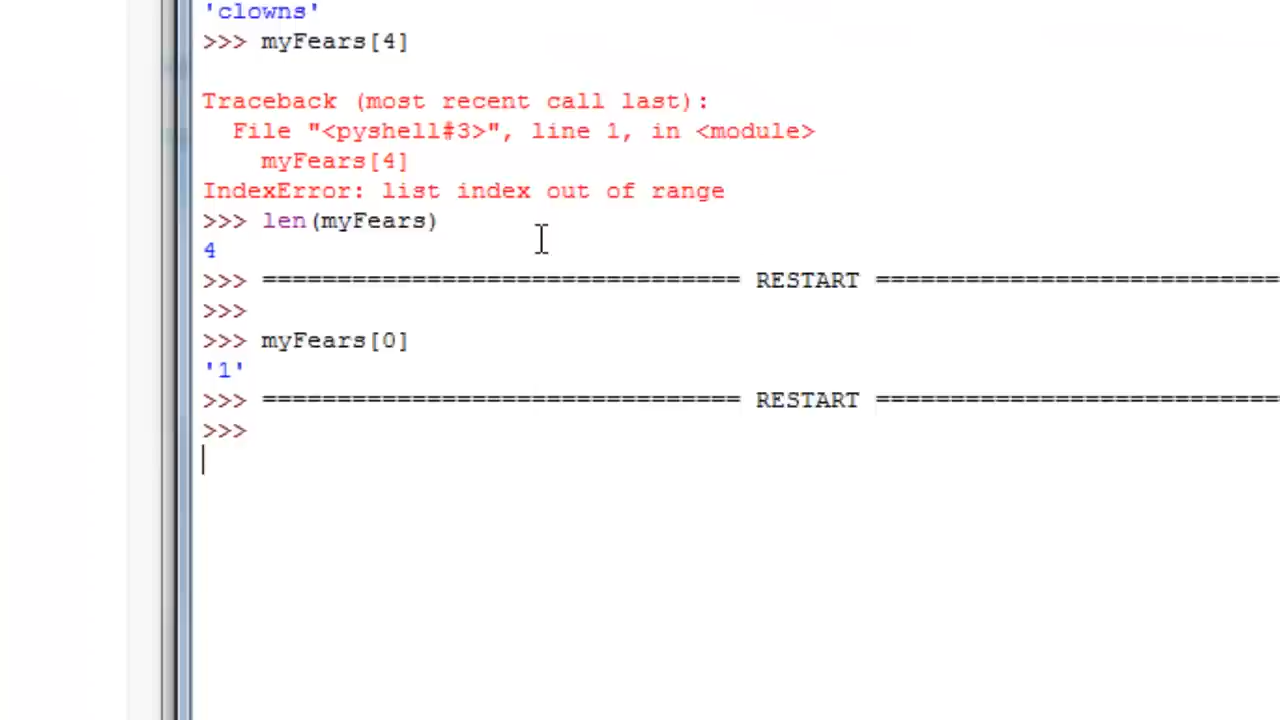 'clowns'
>>> myFears[4]
Traceback (most recent call last):
  File "<pyshell#3>", line 1, in <module>
    myFears[4]
IndexError: list index out of range
>>> len(myFears)
4
>>> ================================ RESTART ===========================
>>>
>>> myFears[0]
'1'
>>> ================================ RESTART ===========================
>>>